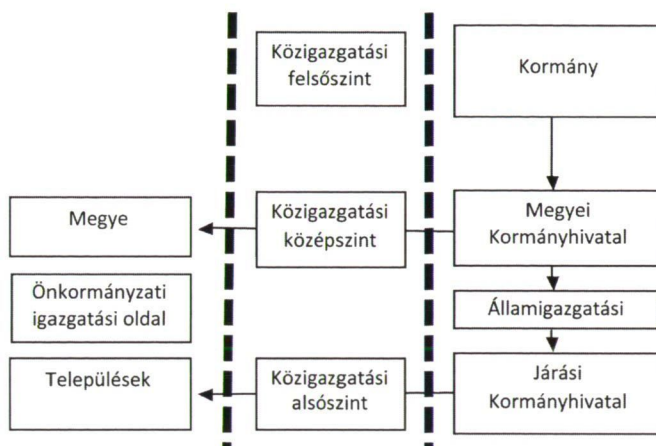 Közigazgatási
felsőszint
Kormány
Megye
Közigazgatási
középszint
Megyei
Kormányhivatal
Önkormányzati
igazgatási oldal
Államigazgatási
Települések
Közigazgatási
alsószint
Járási
Kormányhivatal